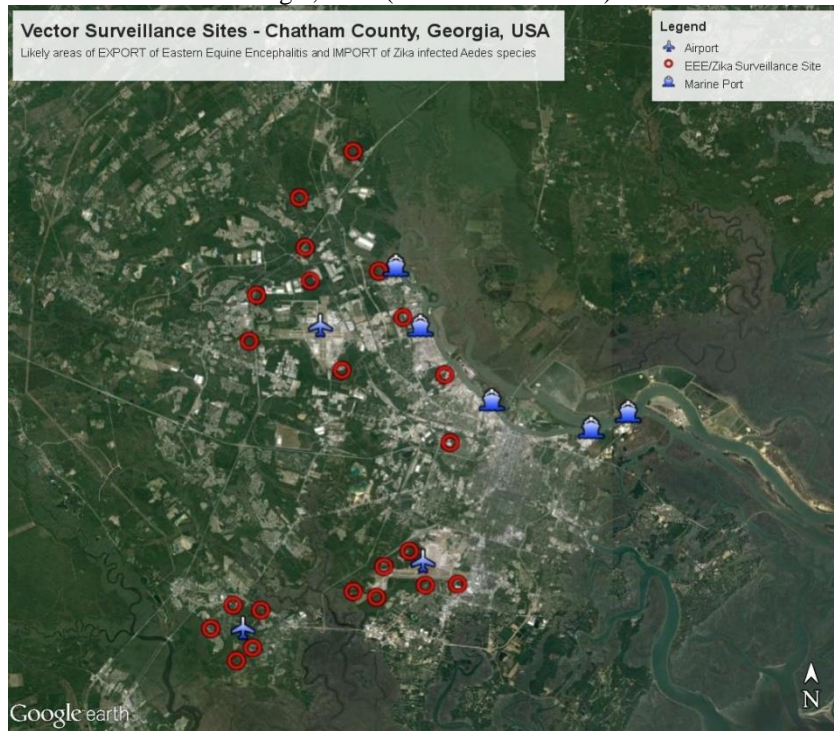 Vector Surveillance Sites - Chatham County, Georgia, USA
Likely areas of EXPORT of Eastern Equine Encephalitis and IMPORT of Zika infected Aedes species
Legend
Airport
EEE/Zika Surveillance Site
Marine Port
N
Google earth